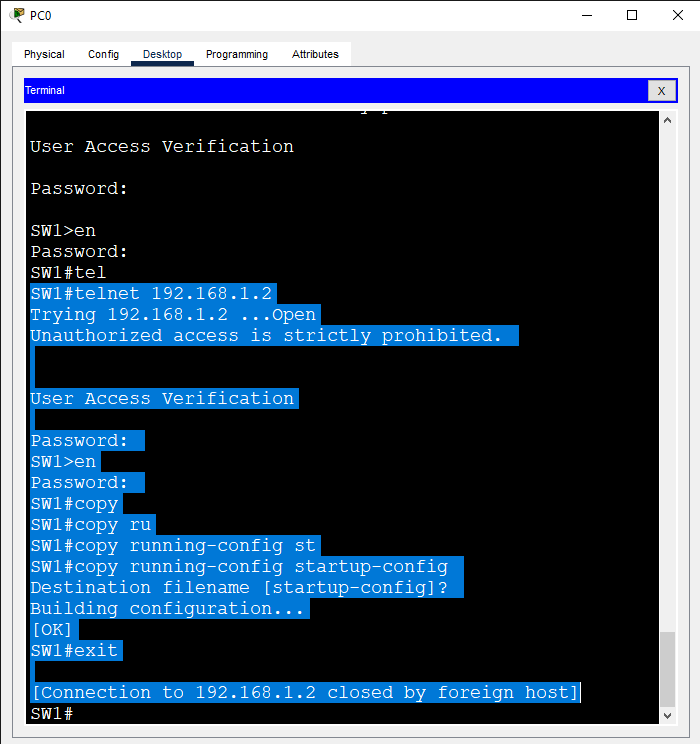 PC0
Physical Config Desktop Programming Attributes
Terminal X
User Access Verification
Password:
SW1>en
Password:
SW1#tel
SW1#telnet 192.168.1.2
Trying 192.168.1.2 ...Open
Unauthorized access is strictly prohibited.
User Access Verification
Password:
SW1>en
Password:
SW1#copy
SW1#copy ru
SW1#copy running-config st
SW1#copy running-config startup-config
Destination filename [startup-config]?
Building configuration...
[OK]
SW1#exit
[Connection to 192.168.1.2 closed by foreign host]
SW1#